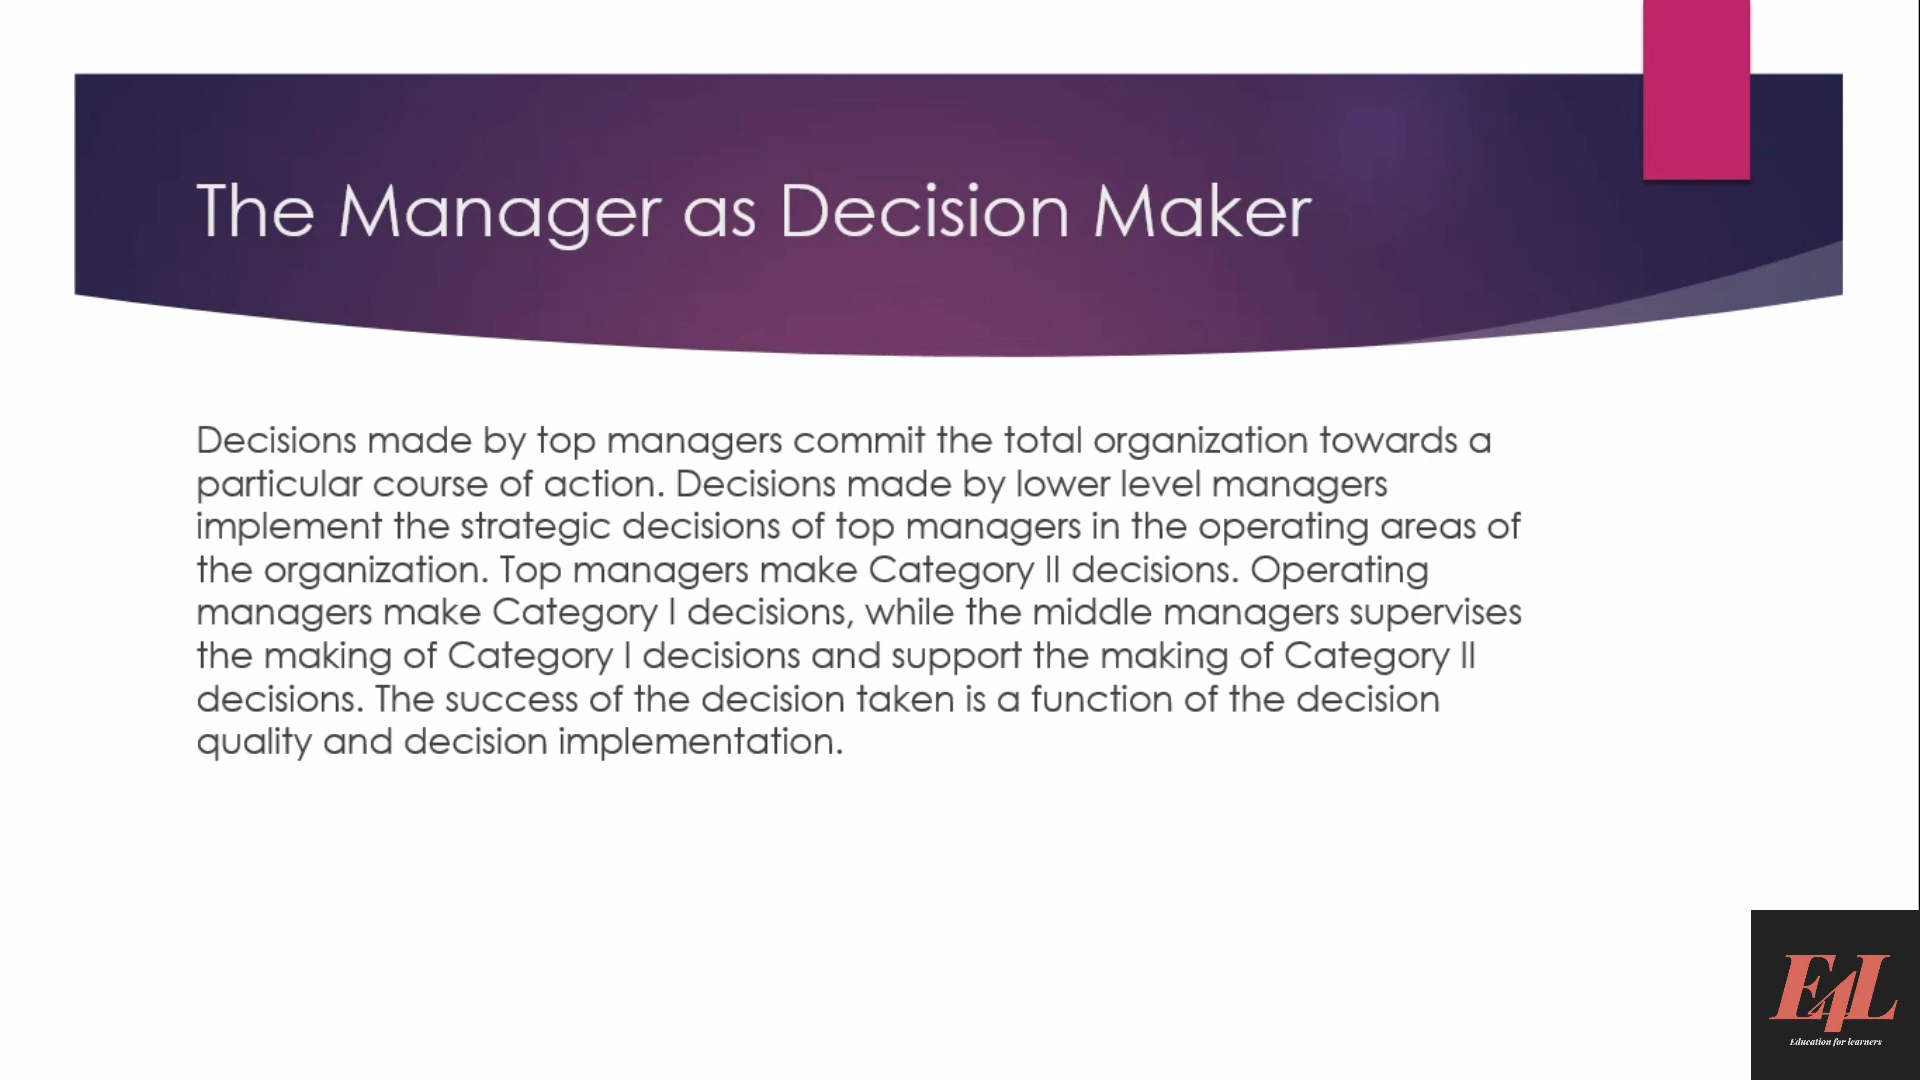 The Manager as Decision Maker
Decisions made by top managers commit the total organization towards a
particular course of action. Decisions made by lower level managers
implement the strategic decisions of top managers in the operating areas of
the organization. Top managers make Category II decisions. Operating
managers make Category I decisions, while the middle managers supervises
the making of Category I decisions and support the making of Category II
decisions. The success of the decision taken is a function of the decision
quality and decision implementation.
E4L
Education for learners